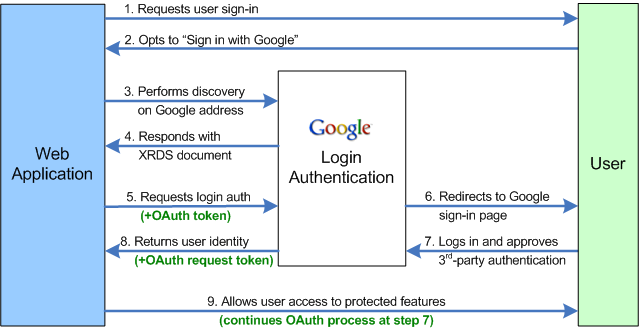 1. Requests user sign-in
2. Opts to “Sign in with Google”
3. Performs discovery
on Google address
4. Responds with
XRDS document
Google
Login
Authentication
Web
Application
User
5. Requests login auth
(+OAuth token)
6. Redirects to Google
sign-in page
8. Returns user identity
(+OAuth request token)
7. Logs in and approves
3rd-party authentication
9. Allows user access to protected features
(continues OAuth process at step 7)